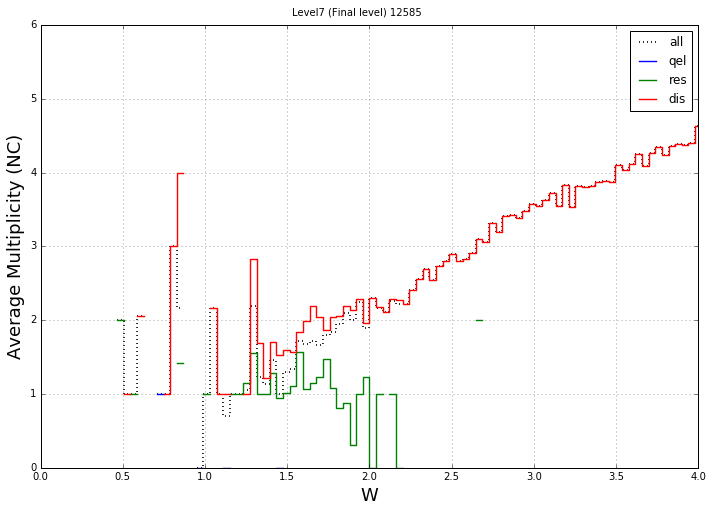 Level7 (Final level) 12585
Average Multiplicity (NC)
6
5
4
3
2
1
0
all
qel
res
dis
0.0 0.5 1.0 1.5 2.0 2.5 3.0 3.5 4.0
W